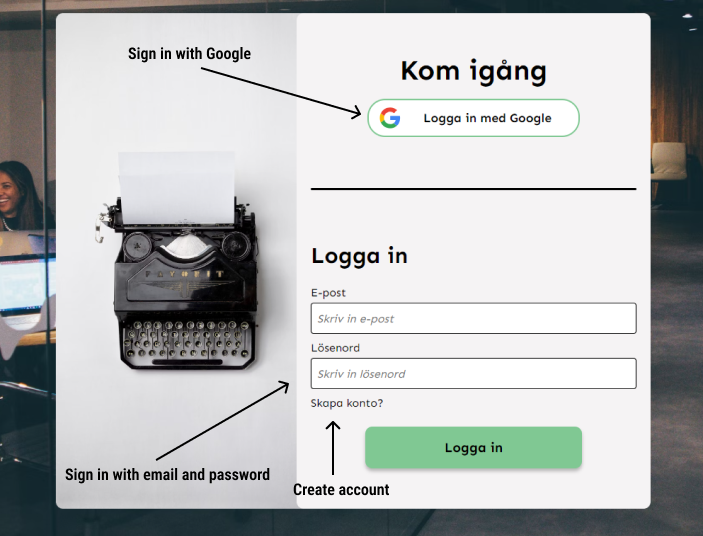 Sign in with Google
Kom igång
Logga in med Google
Logga in
E-post
Skriv in e-post
Lösenord
Skriv in lösenord
Skapa konto?
Sign in with email and password
Logga in
Create account